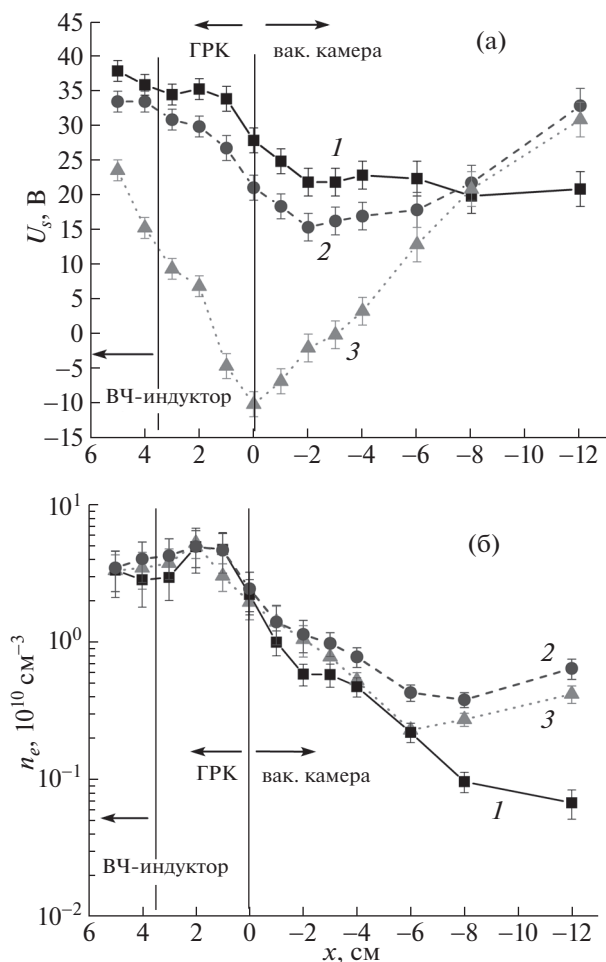 (а)
ГРК
вак. камера
45
40
35
30
25
20
15
10
5
0
−5
−10
−15
U_s, В
1
2
3
ВЧ-индуктор
6 4 2 0 −2 −4 −6 −8 −10 −12
(б)
10^1
10^0
10^−1
10^−2
n_e, 10^10 см^−3
2
3
1
ГРК
вак. камера
ВЧ-индуктор
6 4 2 0 −2 −4 −6 −8 −10 −12
x, см